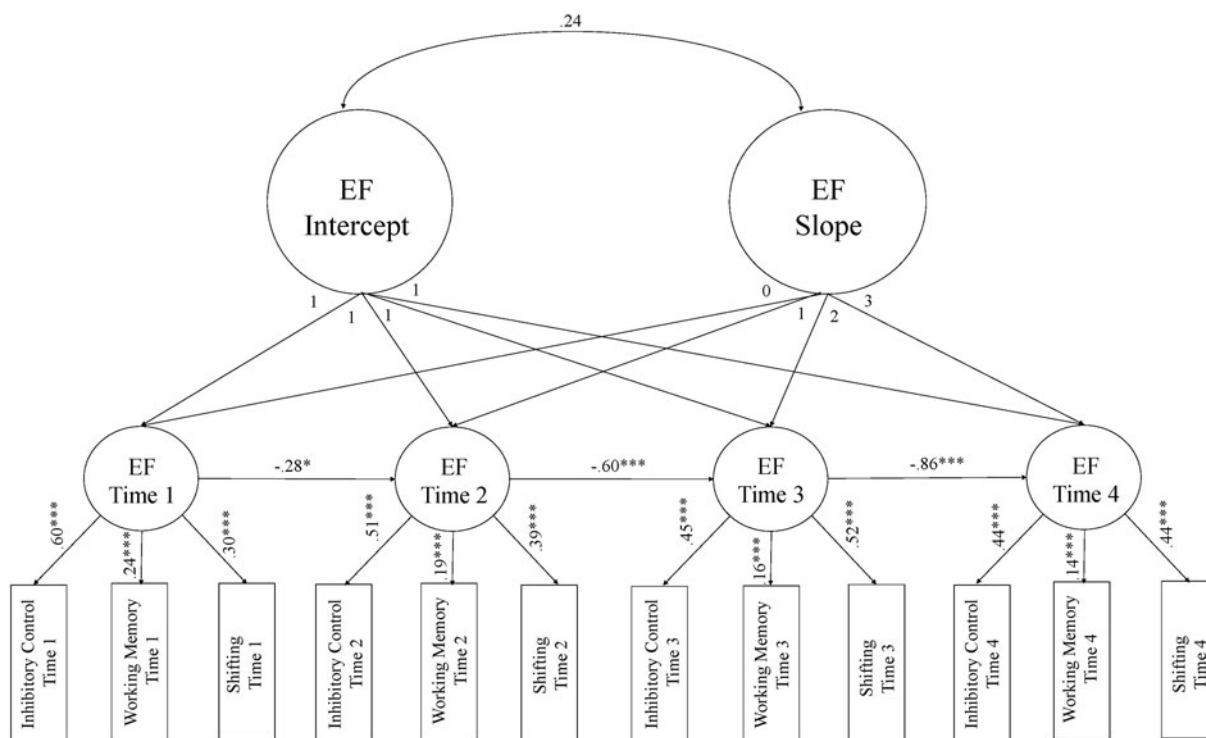 .24
EF
Intercept
EF
Slope
1
1
1
1
0
1
2
3
EF
Time 1
-.28*
EF
Time 2
-.60***
EF
Time 3
-.86***
EF
Time 4
.60***
.24***
.30***
.51***
.19***
.39***
.45***
.16***
.52***
.44***
.14***
.44***
Inhibitory Control
Time 1
Working Memory
Time 1
Shifting
Time 1
Inhibitory Control
Time 2
Working Memory
Time 2
Shifting
Time 2
Inhibitory Control
Time 3
Working Memory
Time 3
Shifting
Time 3
Inhibitory Control
Time 4
Working Memory
Time 4
Shifting
Time 4